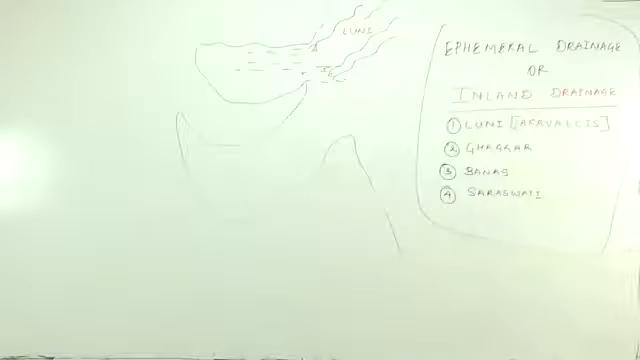 LUNI
EPHEMERAL DRAINAGE
OR
INLAND DRAINAGE
① LUNI [ARAVALLIS]
② GHAGGAR
③ BANAS
④ SARASWATI